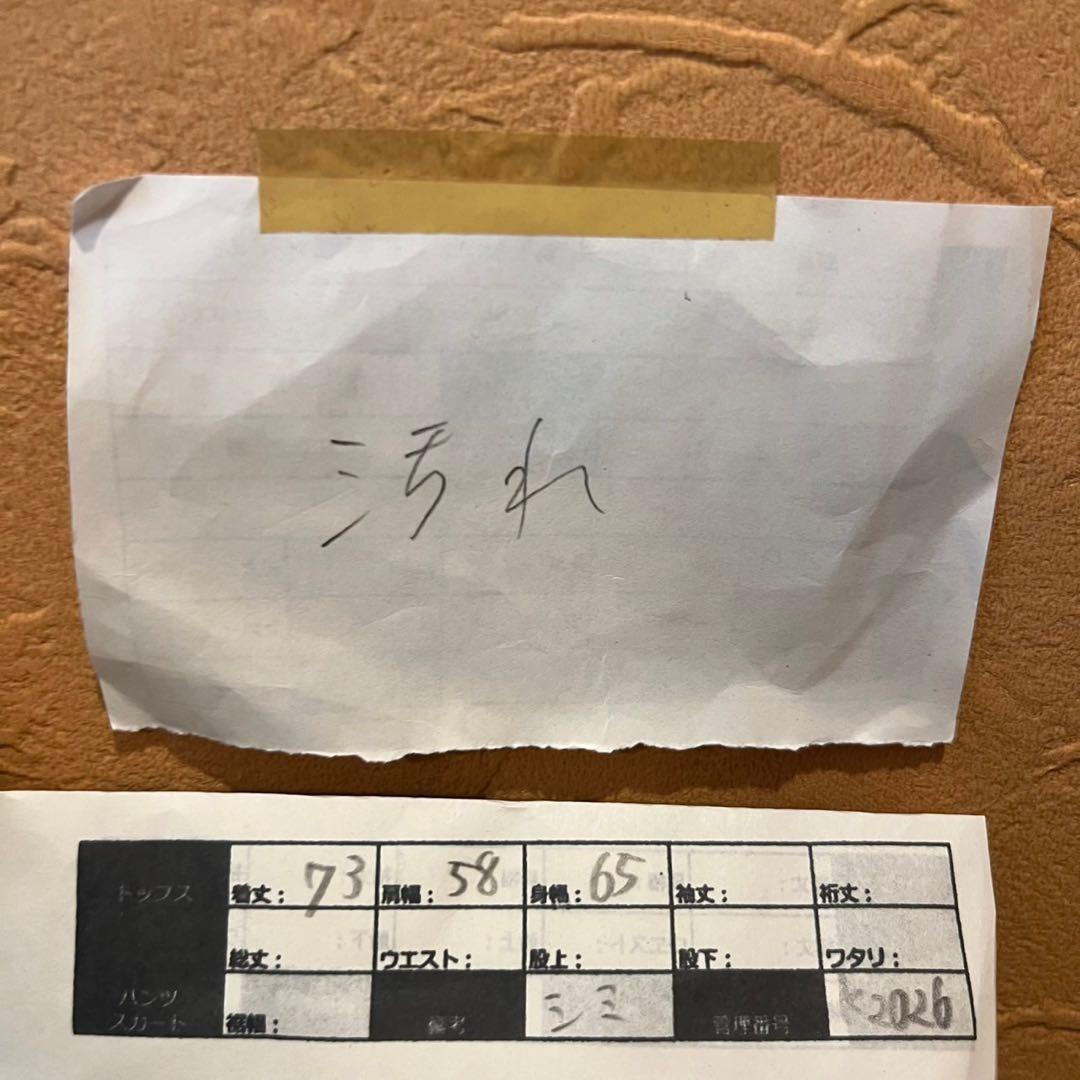 汚れ
トップス 着丈： 73 肩幅： 58 身幅： 65 袖丈： 裄丈：
総丈： ウエスト： 股上： 股下： ワタリ：
パンツ
スカート 裾幅： 備考 シミ 管理番号 K2026